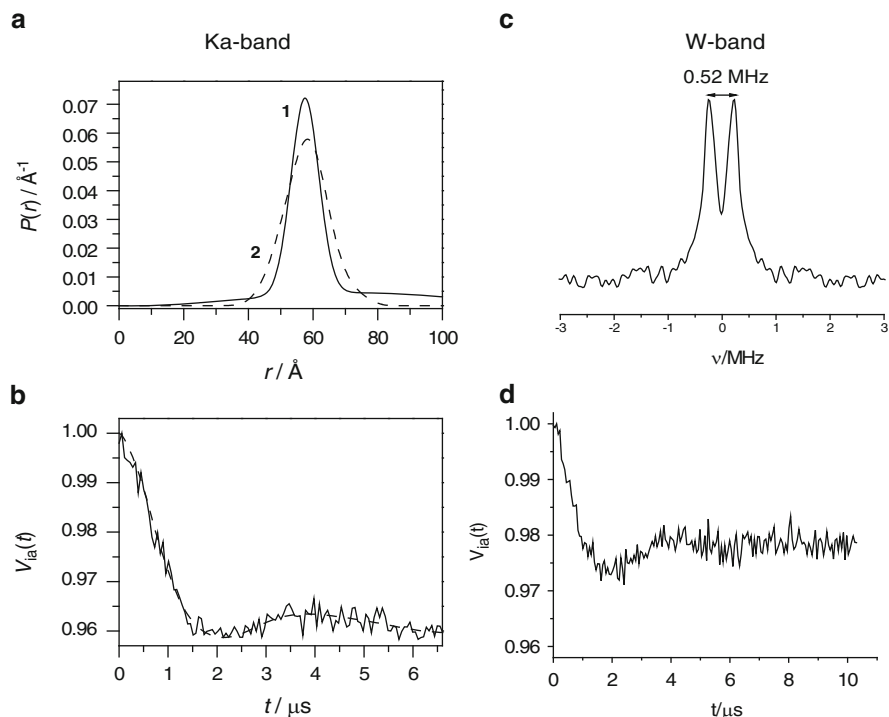 a
Ka-band
0.07
0.06
0.05
0.04
0.03
0.02
0.01
0.00
P(r) / Å-1
1
2
0 20 40 60 80 100
r / Å
b
1.00
0.99
0.98
0.97
0.96
Via(t)
0 1 2 3 4 5 6
t / μs
c
W-band
0.52 MHz
-3 -2 -1 0 1 2 3
ν/MHz
d
1.00
0.99
0.98
0.97
0.96
Via(t)
0 2 4 6 8 10
t/μs